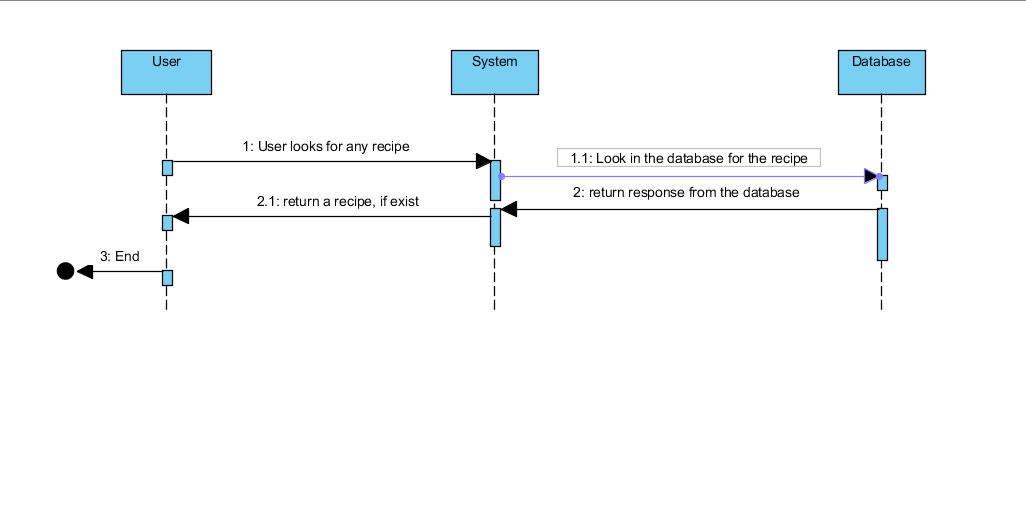 User
System
Database
1: User looks for any recipe
1.1: Look in the database for the recipe
2: return response from the database
2.1: return a recipe, if exist
3: End